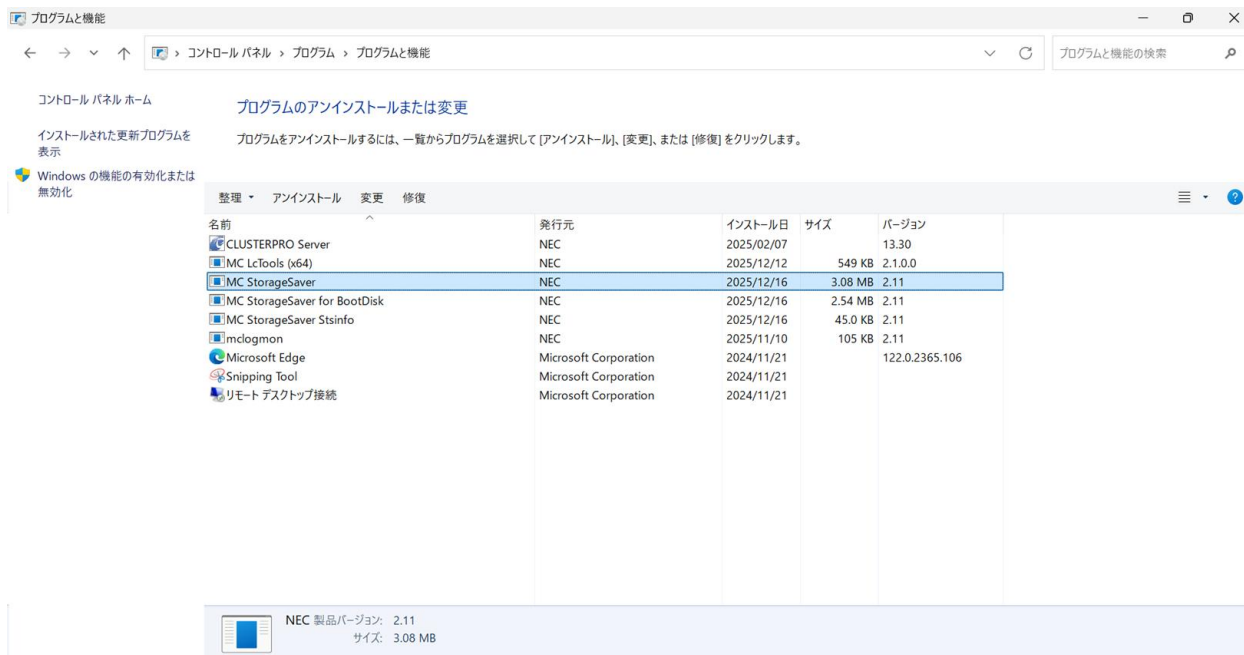 プログラムと機能
コントロール パネル › プログラム › プログラムと機能
プログラムと機能の検索
コントロール パネル ホーム
インストールされた更新プログラムを
表示
Windows の機能の有効化または
無効化
プログラムのアンインストールまたは変更
プログラムをアンインストールするには、一覧からプログラムを選択して [アンインストール]、[変更]、または [修復] をクリックします。
整理 アンインストール 変更 修復
名前 発行元 インストール日 サイズ バージョン
CLUSTERPRO Server NEC 2025/02/07 13.30
MC LcTools (x64) NEC 2025/12/12 549 KB 2.1.0.0
MC StorageSaver NEC 2025/12/16 3.08 MB 2.11
MC StorageSaver for BootDisk NEC 2025/12/16 2.54 MB 2.11
MC StorageSaver Stsinfo NEC 2025/12/16 45.0 KB 2.11
mclogmon NEC 2025/11/10 105 KB 2.11
Microsoft Edge Microsoft Corporation 2024/11/21 122.0.2365.106
Snipping Tool Microsoft Corporation 2024/11/21
リモート デスクトップ接続 Microsoft Corporation 2024/11/21
NEC 製品バージョン: 2.11
サイズ: 3.08 MB